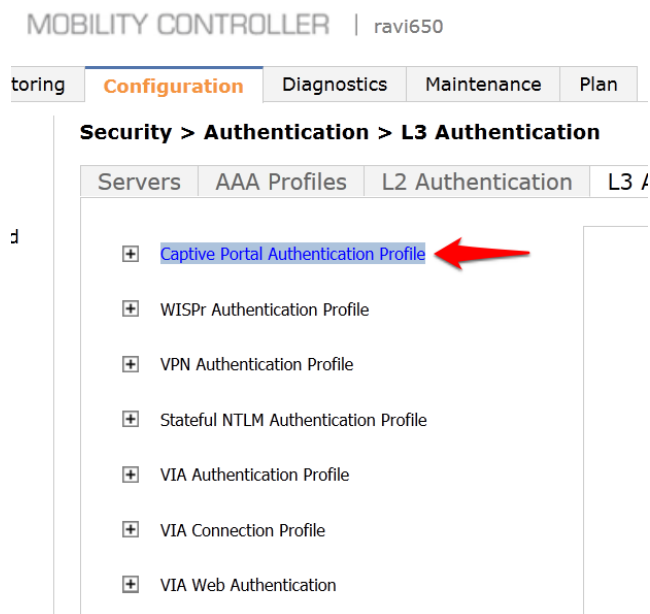 MOBILITY CONTROLLER | ravi650
toring Configuration Diagnostics Maintenance Plan
Security > Authentication > L3 Authentication
Servers AAA Profiles L2 Authentication L3 A
d
Captive Portal Authentication Profile
WISPr Authentication Profile
VPN Authentication Profile
Stateful NTLM Authentication Profile
VIA Authentication Profile
VIA Connection Profile
VIA Web Authentication